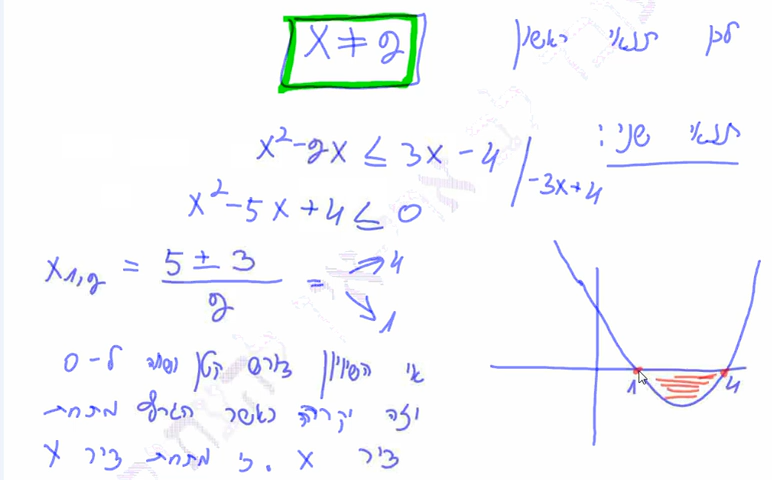 לכן תנאי ראשון
x ≠ 2
תנאי שני:
x² - 2x ≤ 3x - 4 / -3x+4
x² - 5x + 4 ≤ 0
x1,2 = (5 ± 3)/2 = 4
1
אי השיוויון דורש קטן ושווה ל-0
וזה יקרה כאשר הגרף מתחת
ציר x. כי מתחת ציר x
1 4